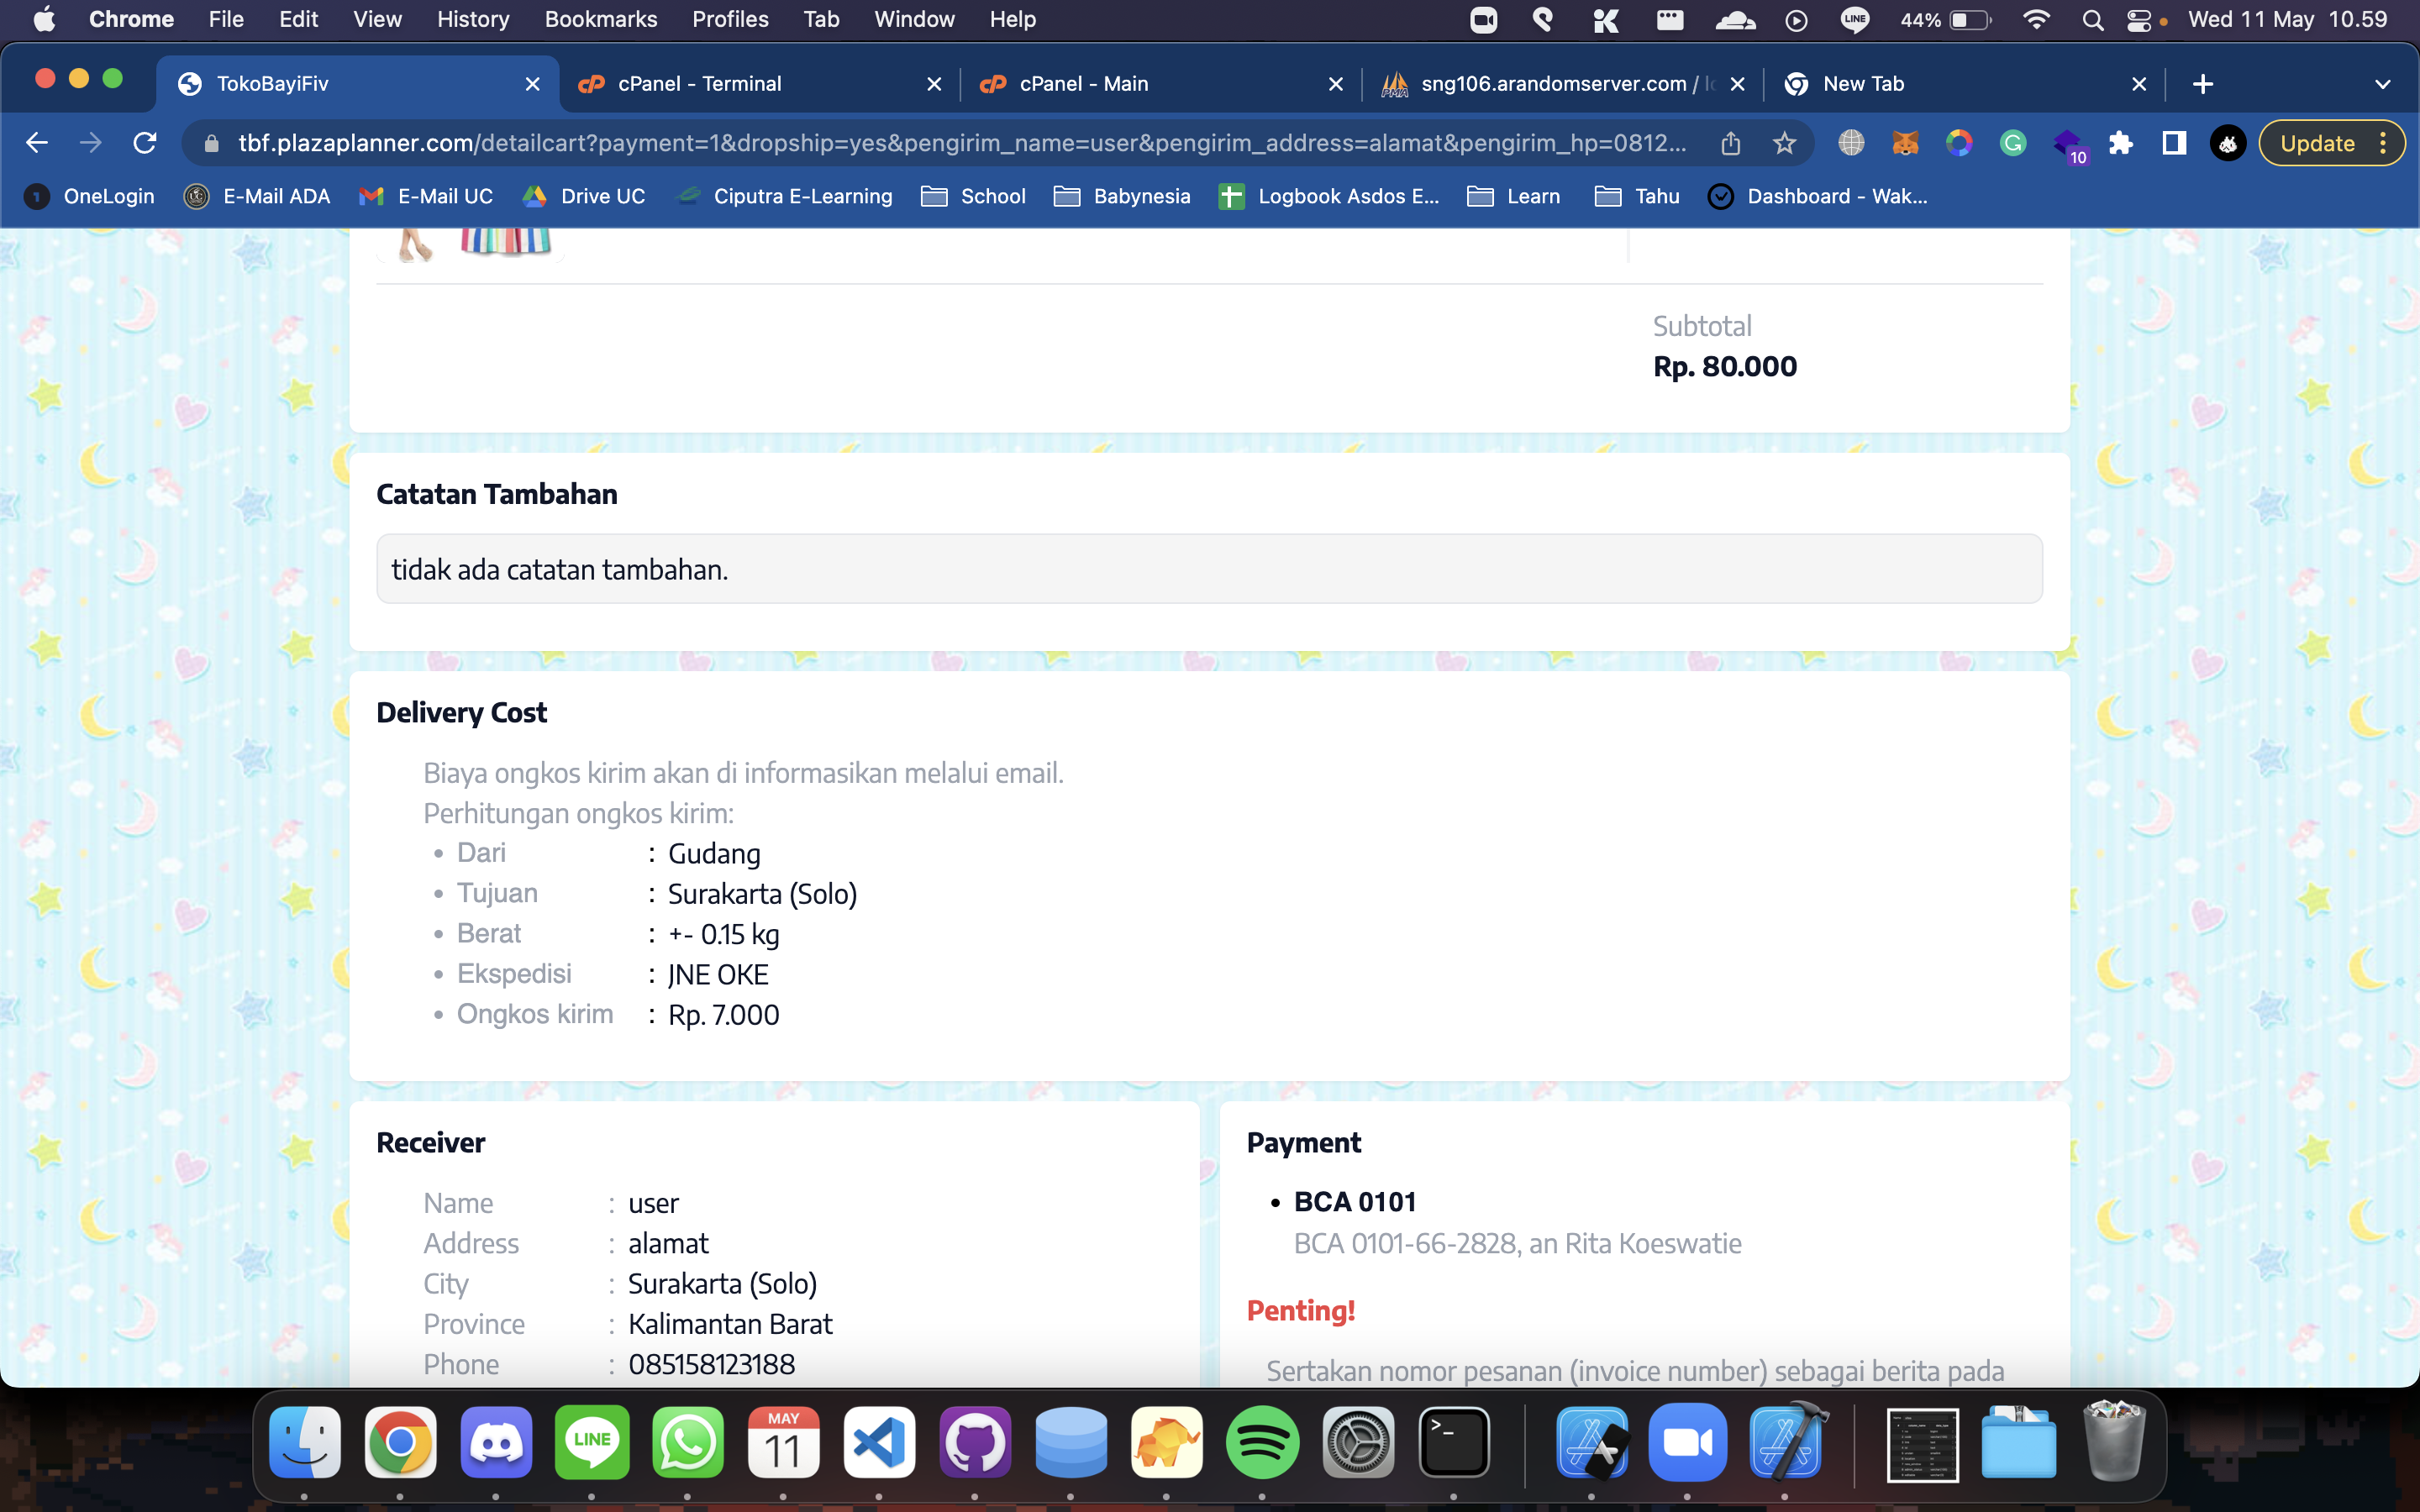 Chrome File Edit View History Bookmarks Profiles Tab Window Help LINE 44% Wed 11 May 10.59
TokoBayiFiv cPanel - Terminal cPanel - Main sng106.arandomserver.com / New Tab
tbf.plazaplanner.com/detailcart?payment=1&dropship=yes&pengirim_name=user&pengirim_address=alamat&pengirim_hp=0812... 10 Update
OneLogin E-Mail ADA E-Mail UC Drive UC Ciputra E-Learning School Babynesia Logbook Asdos E... Learn Tahu Dashboard - Wak...
Subtotal
Rp. 80.000
Catatan Tambahan
tidak ada catatan tambahan.
Delivery Cost
Biaya ongkos kirim akan di informasikan melalui email.
Perhitungan ongkos kirim:
• Dari : Gudang
• Tujuan : Surakarta (Solo)
• Berat : +- 0.15 kg
• Ekspedisi : JNE OKE
• Ongkos kirim : Rp. 7.000
Receiver
Name : user
Address : alamat
City : Surakarta (Solo)
Province : Kalimantan Barat
Phone : 085158123188
Payment
• BCA 0101
BCA 0101-66-2828, an Rita Koeswatie
Penting!
Sertakan nomor pesanan (invoice number) sebagai berita pada
LINE
MAY
11